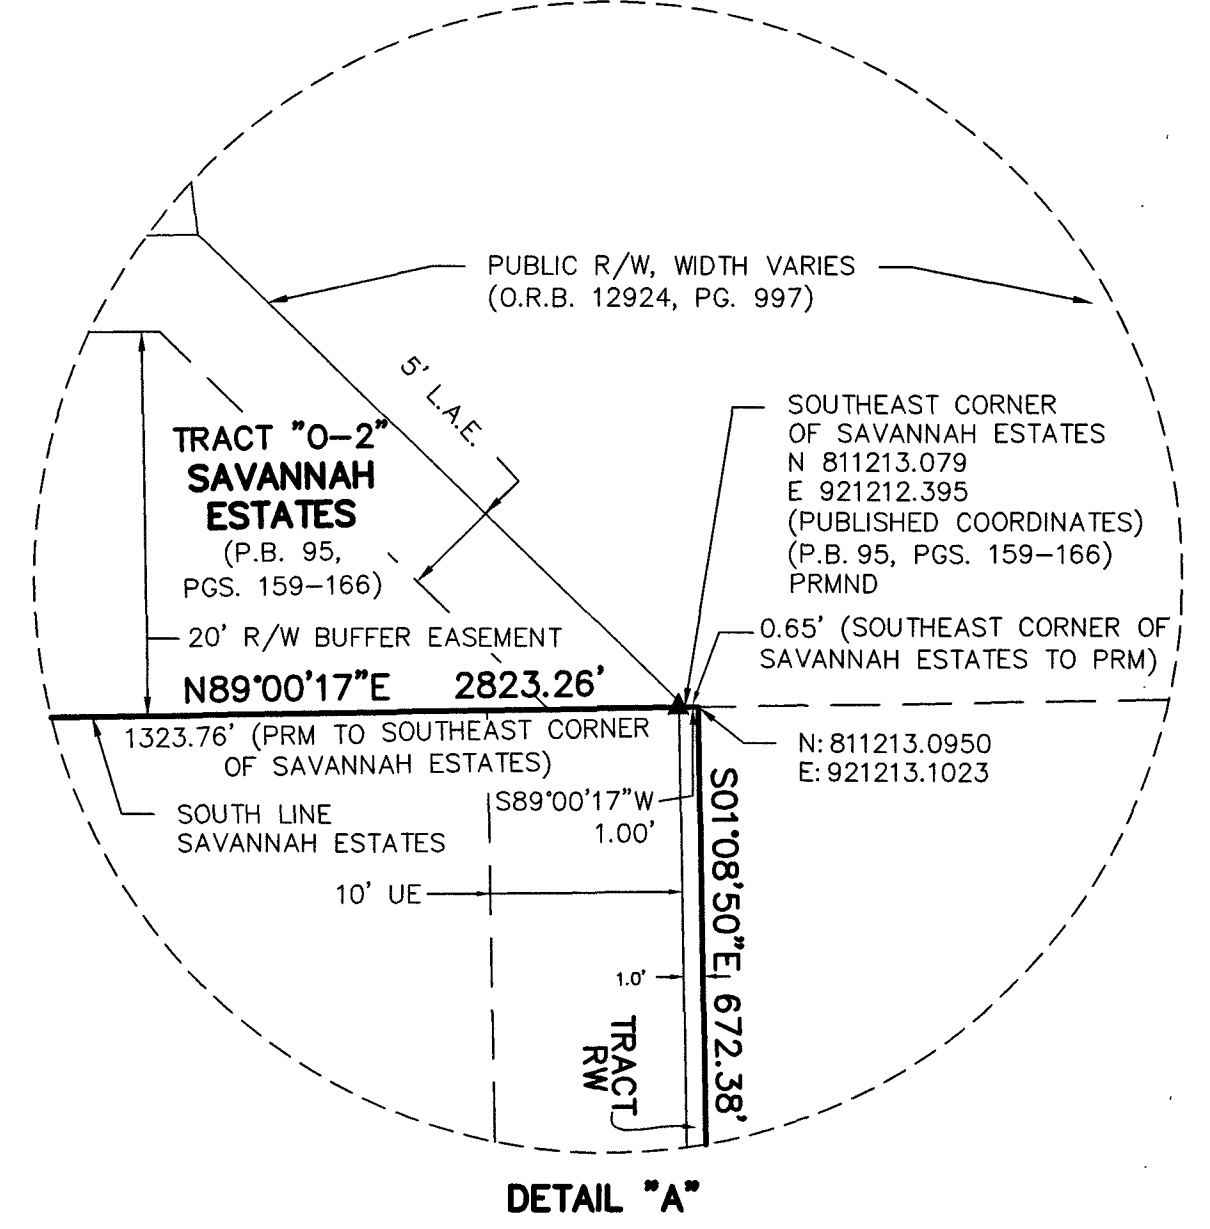 PUBLIC R/W, WIDTH VARIES
(O.R.B. 12924, PG. 997)
5' L.A.E.
TRACT "O-2"
SAVANNAH
ESTATES
(P.B. 95,
PGS. 159-166)
SOUTHEAST CORNER
OF SAVANNAH ESTATES
N 811213.079
E 921212.395
(PUBLISHED COORDINATES)
(P.B. 95, PGS. 159-166)
PRMND
20' R/W BUFFER EASEMENT
0.65' (SOUTHEAST CORNER OF
SAVANNAH ESTATES TO PRM)
N89°00'17"E 2823.26'
1323.76' (PRM TO SOUTHEAST CORNER
OF SAVANNAH ESTATES)
N: 811213.0950
E: 921213.1023
SOUTH LINE
SAVANNAH ESTATES
S89°00'17"W
1.00'
10' UE
S01°08'50"E 672.38'
1.0'
TRACT
RW
DETAIL "A"